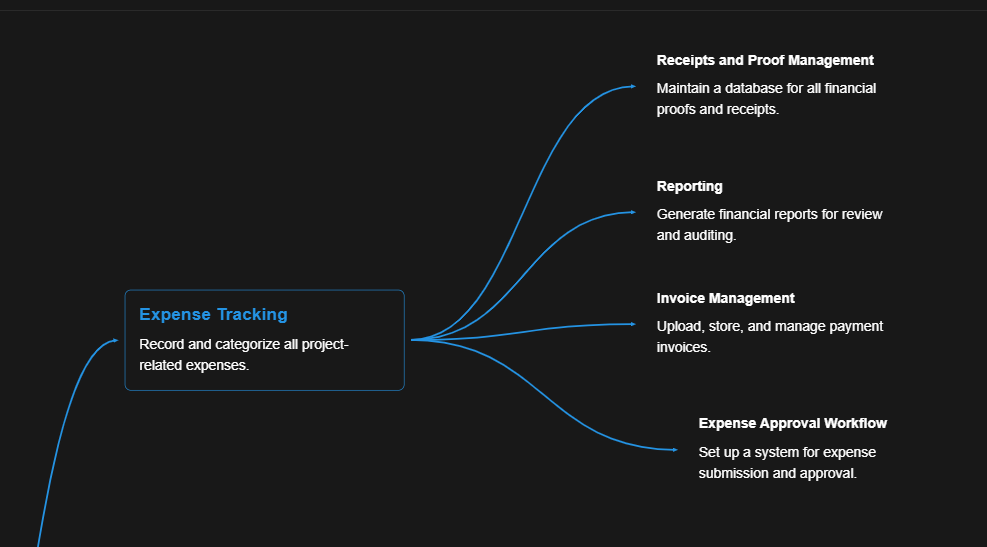 Receipts and Proof Management
Maintain a database for all financial
proofs and receipts.
Reporting
Generate financial reports for review
and auditing.
Expense Tracking
Record and categorize all project-
related expenses.
Invoice Management
Upload, store, and manage payment
invoices.
Expense Approval Workflow
Set up a system for expense
submission and approval.